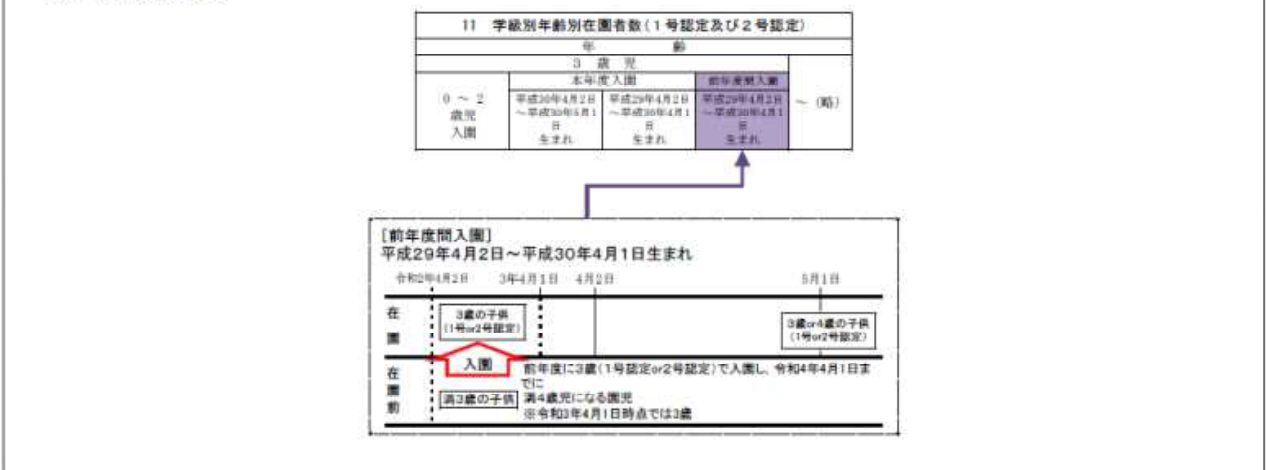 11 学級別年齢別在園者数(1号認定及び2号認定)
年 齢
3 歳 児
本年度入園 前年度間入園
0 ~ 2
歳児
入園
平成30年4月2日
~平成30年5月1
日
生まれ
平成29年4月2日
~平成30年4月1
日
生まれ
平成29年4月2日
~平成30年4月1
日
生まれ
~ (略)
[前年度間入園]
平成29年4月2日~平成30年4月1日生まれ
令和2年4月2日 3年4月1日 4月2日 5月1日
在園
3歳の子供
(1号or2号認定)
3歳or4歳の子供
(1号or2号認定)
入園
在園前
満3歳の子供
前年度に3歳(1号認定or2号認定)で入園し、令和4年4月1日ま
でに
満4歳児になる園児
※令和3年4月1日時点では3歳